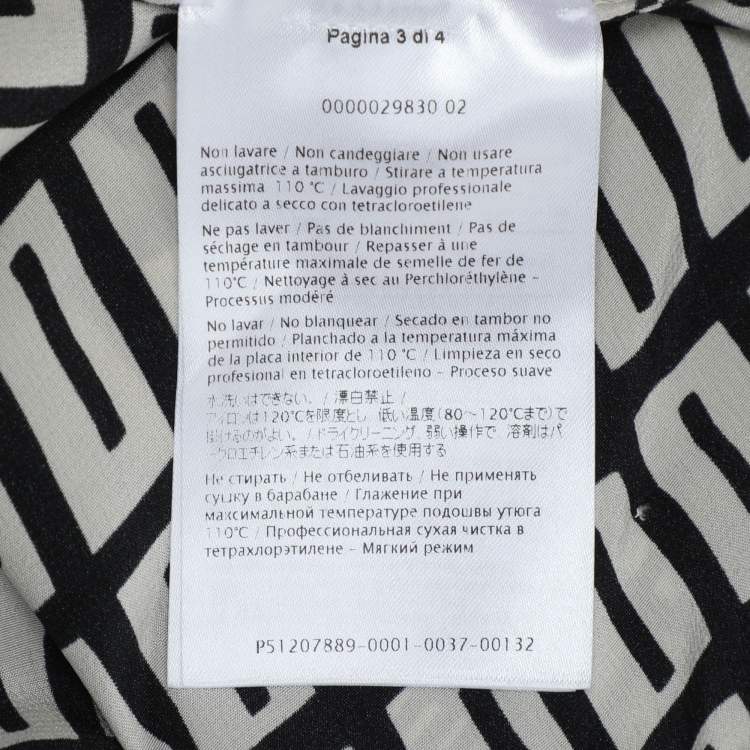 Pagina 3 di 4
0000029830 02
Non lavare / Non candeggiare / Non usare
asciugatrice a tamburo / Stirare a temperatura
massima 110 °C / Lavaggio professionale
delicato a secco con tetracloroetilene
Ne pas laver / Pas de blanchiment / Pas de
séchage en tambour / Repasser à une
température maximale de semelle de fer de
110°C / Nettoyage à sec au Perchloréthylène -
Processus modéré
No lavar / No blanquear / Secado en tambor no
permitido / Planchado a la temperatura máxima
de la placa interior de 110 °C / Limpieza en seco
profesional en tetracloroetileno - Proceso suave
水洗いはできない。 / 漂白禁止 /
アイロンは120°Cを限度とし、低い温度(80～120°Cまで)で
掛けるのがよい。 / ドライクリーニング、弱い操作で、溶剤はパ
ークロエチレン系または石油系を使用する
Не стирать / Не отбеливать / Не применять
сушку в барабане / Глажение при
максимальной температуре подошвы утюга
110°C / Профессиональная сухая чистка в
тетрахлорэтилене - Мягкий режим
P51207889-0001-0037-00132